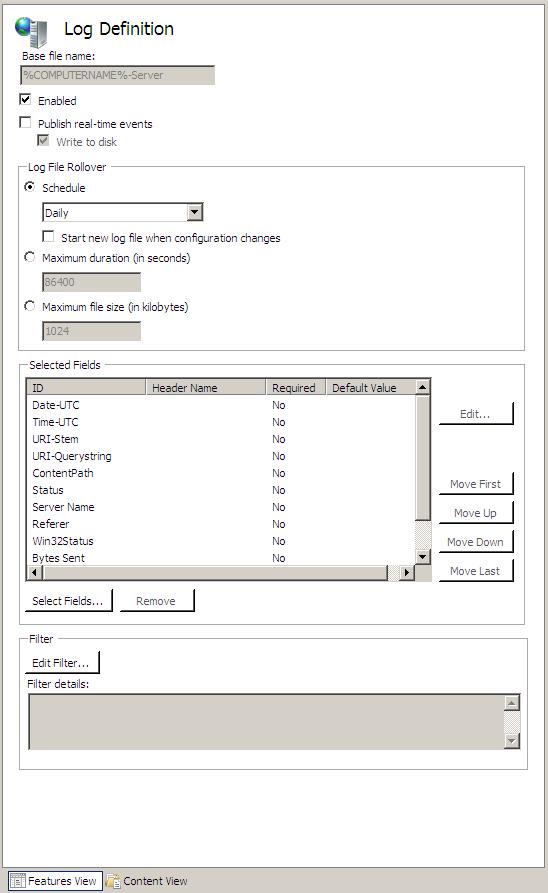 Log Definition
Base file name:
%COMPUTERNAME%-Server
Enabled
Publish real-time events
Write to disk
Log File Rollover
Schedule
Daily
Start new log file when configuration changes
Maximum duration (in seconds)
86400
Maximum file size (in kilobytes)
1024
Selected Fields
ID Header Name Required Default Value
Date-UTC No
Time-UTC No
URI-Stem No
URI-Querystring No
ContentPath No
Status No
Server Name No
Referer No
Win32Status No
Bytes Sent No
Edit...
Move First
Move Up
Move Down
Move Last
Select Fields... Remove
Filter
Edit Filter...
Filter details:
Features View Content View